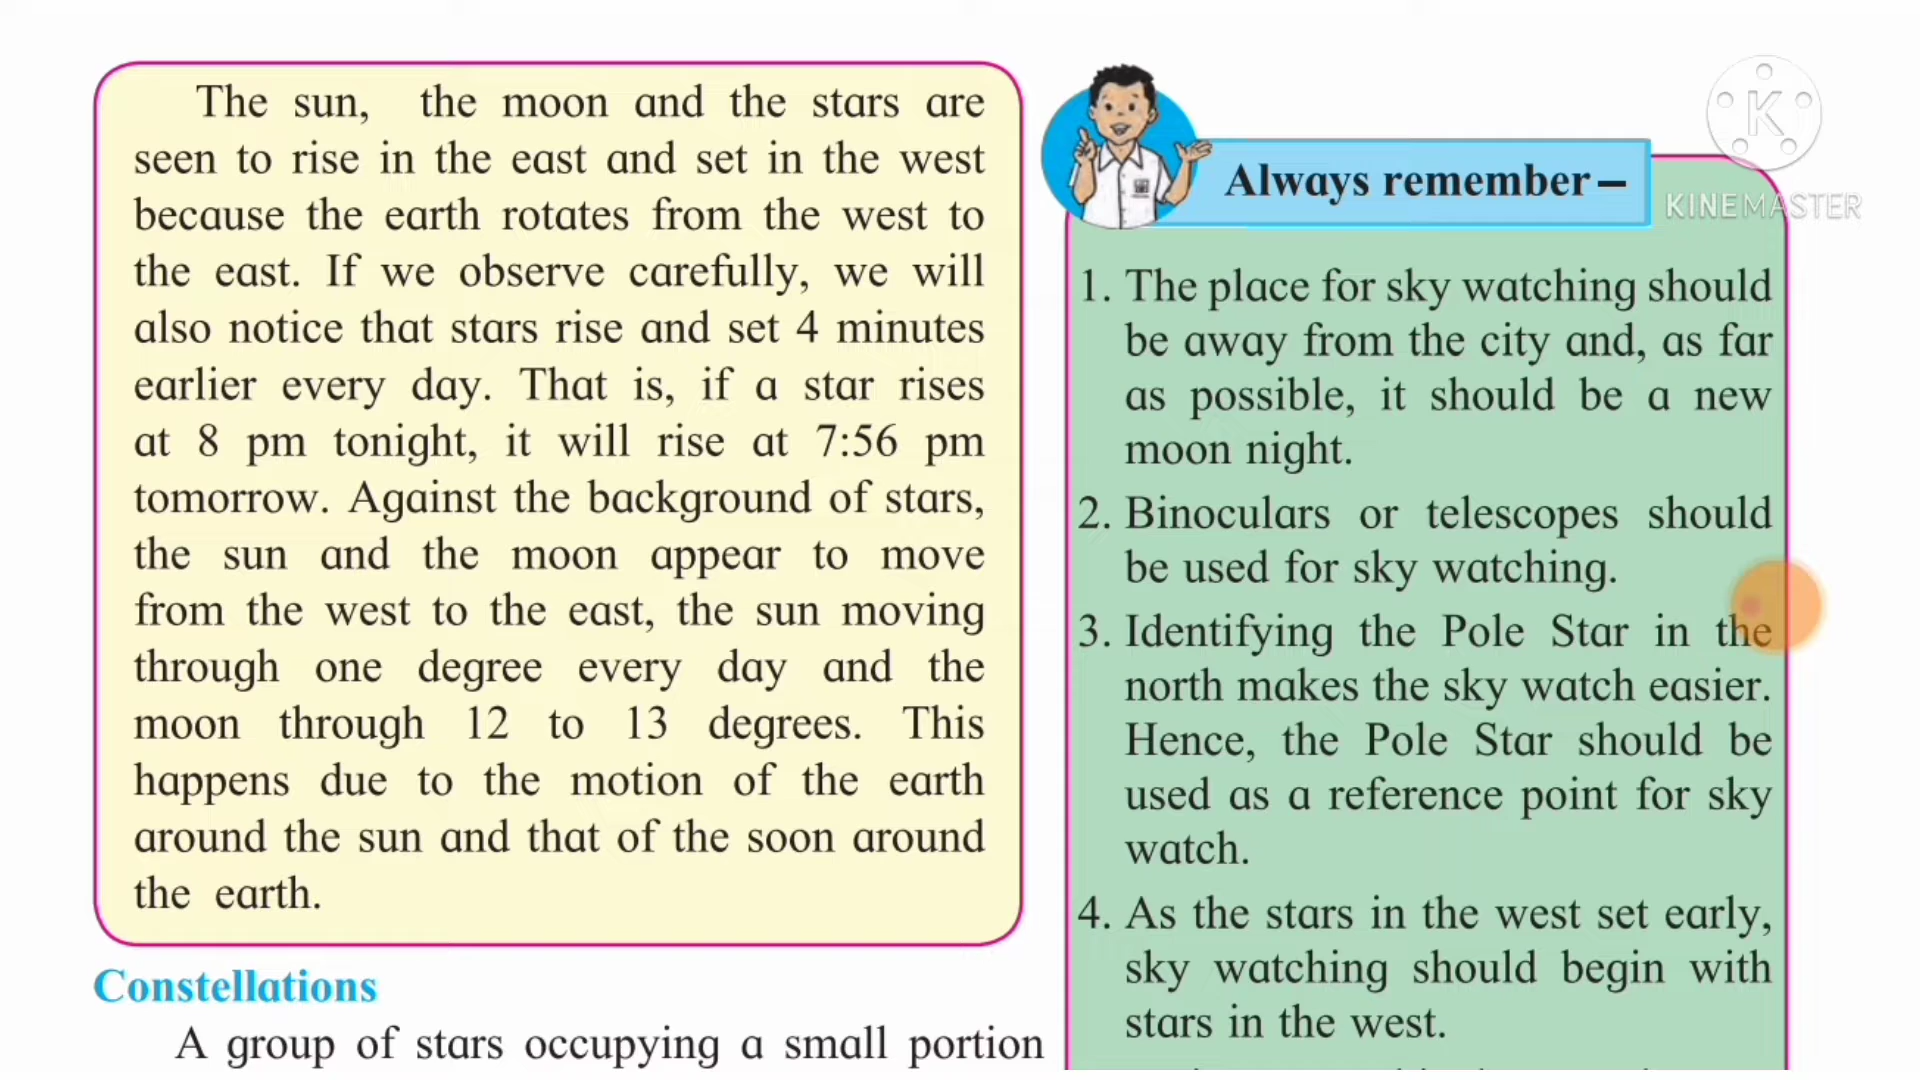 The sun, the moon and the stars are
seen to rise in the east and set in the west
because the earth rotates from the west to
the east. If we observe carefully, we will
also notice that stars rise and set 4 minutes
earlier every day. That is, if a star rises
at 8 pm tonight, it will rise at 7:56 pm
tomorrow. Against the background of stars,
the sun and the moon appear to move
from the west to the east, the sun moving
through one degree every day and the
moon through 12 to 13 degrees. This
happens due to the motion of the earth
around the sun and that of the soon around
the earth.
Constellations
A group of stars occupying a small portion
K
KINEMASTER
Always remember –
1. The place for sky watching should
be away from the city and, as far
as possible, it should be a new
moon night.
2. Binoculars or telescopes should
be used for sky watching.
3. Identifying the Pole Star in the
north makes the sky watch easier.
Hence, the Pole Star should be
used as a reference point for sky
watch.
4. As the stars in the west set early,
sky watching should begin with
stars in the west.